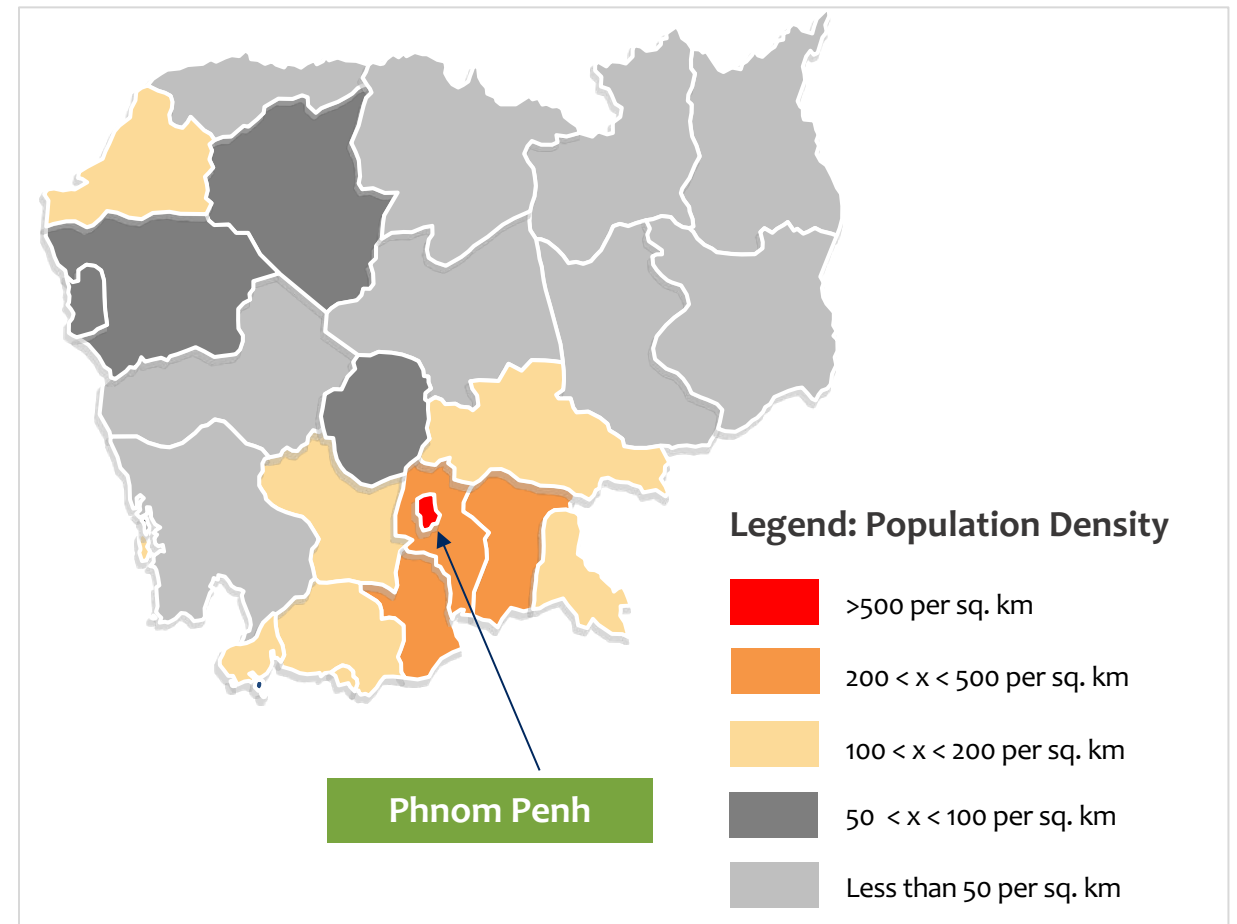 Legend: Population Density
>500 per sq. km
200 < x < 500 per sq. km
100 < x < 200 per sq. km
50 < x < 100 per sq. km
Less than 50 per sq. km
Phnom Penh